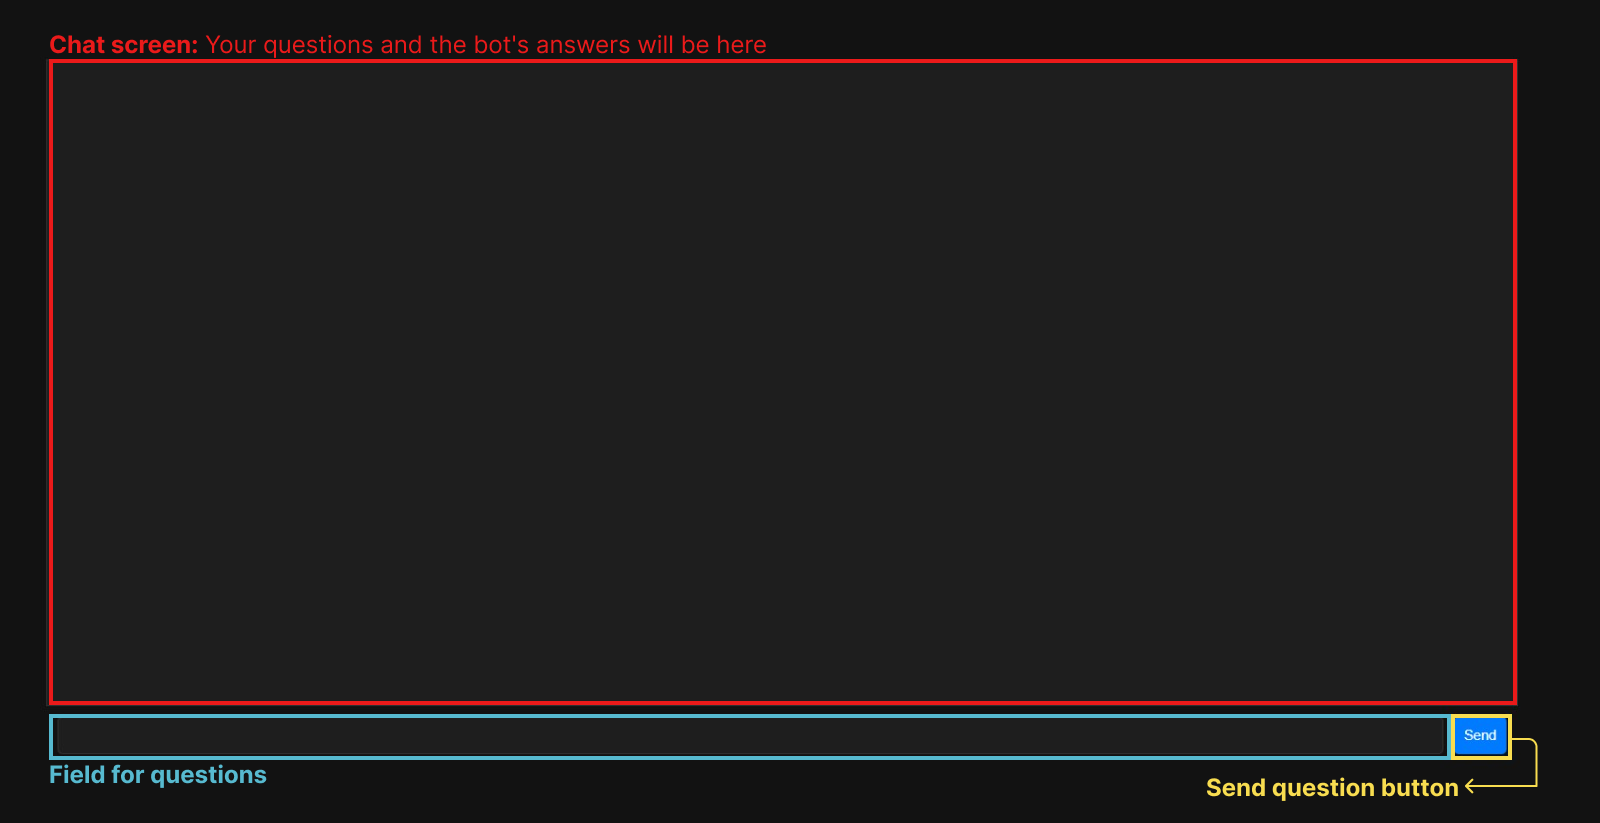 Chat screen: Your questions and the bot's answers will be here
Send
Field for questions
Send question button